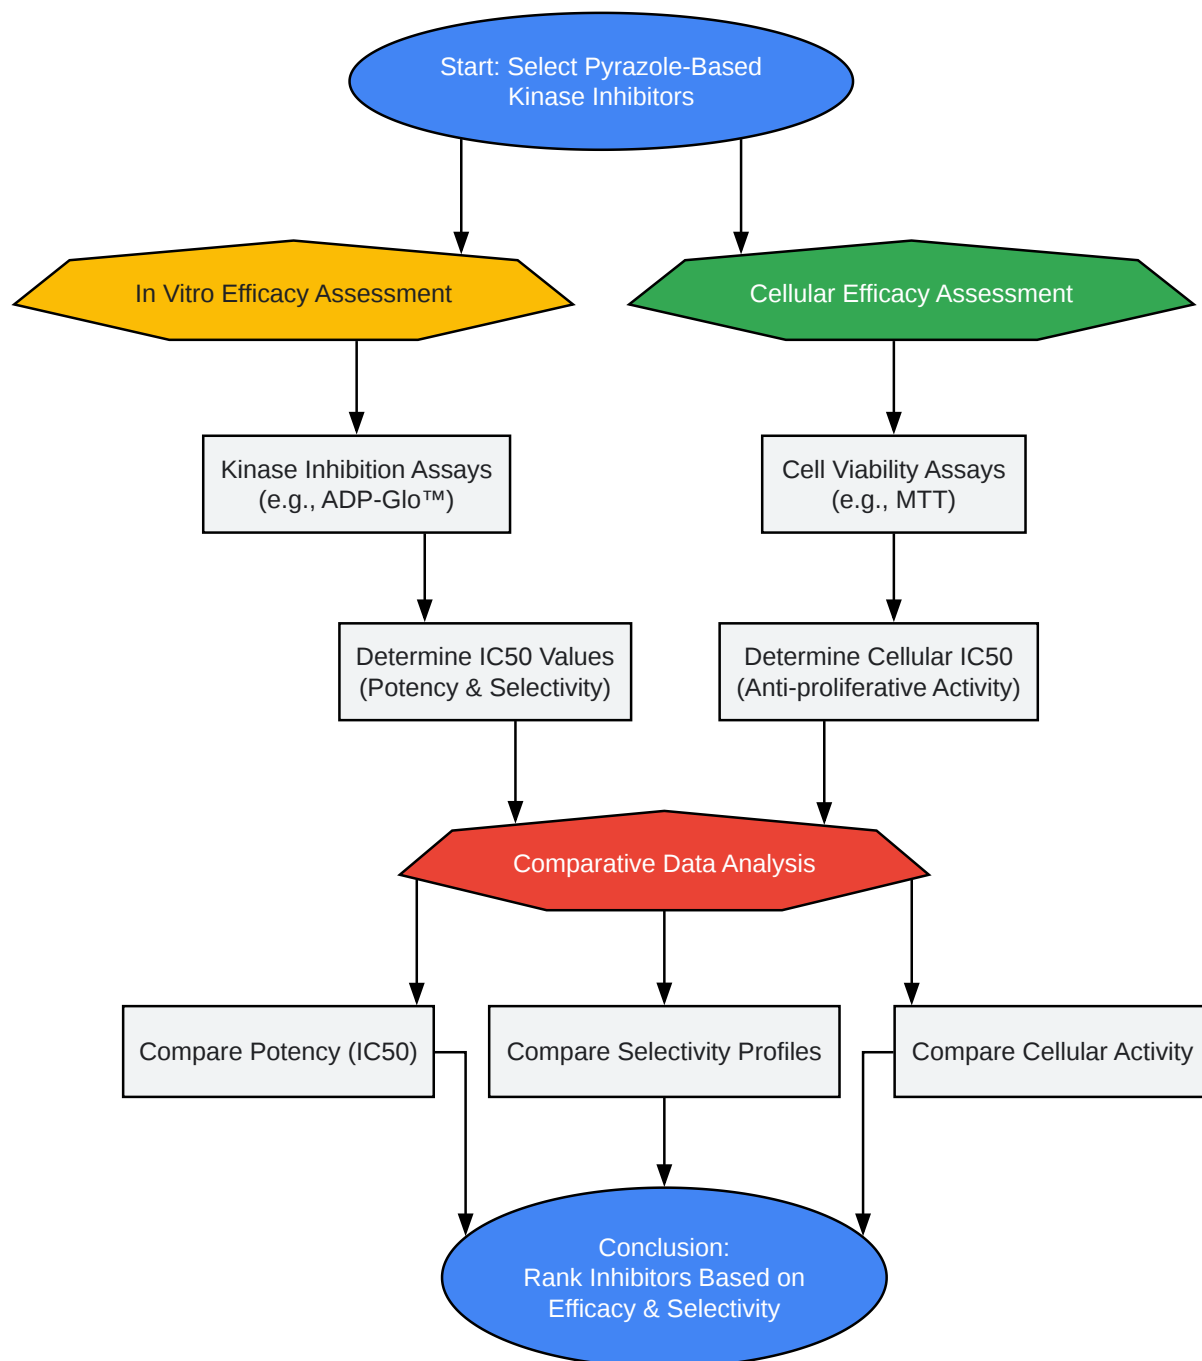 Start: Select Pyrazole-Based
Kinase Inhibitors
In Vitro Efficacy Assessment
Cellular Efficacy Assessment
Kinase Inhibition Assays
(e.g., ADP-Glo™)
Cell Viability Assays
(e.g., MTT)
Determine IC50 Values
(Potency & Selectivity)
Determine Cellular IC50
(Anti-proliferative Activity)
Comparative Data Analysis
Compare Potency (IC50)
Compare Selectivity Profiles
Compare Cellular Activity
Conclusion:
Rank Inhibitors Based on
Efficacy & Selectivity